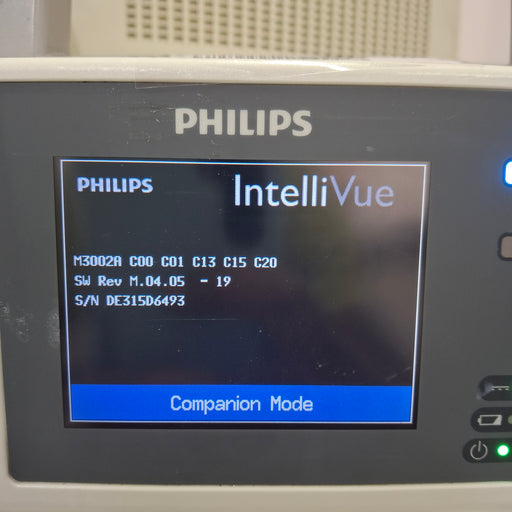 PHILIPS
PHILIPS IntelliVue
M3002A C00 C01 C13 C15 C20
SW Rev M.04.05 - 19
S/N DE315D6493
Companion Mode